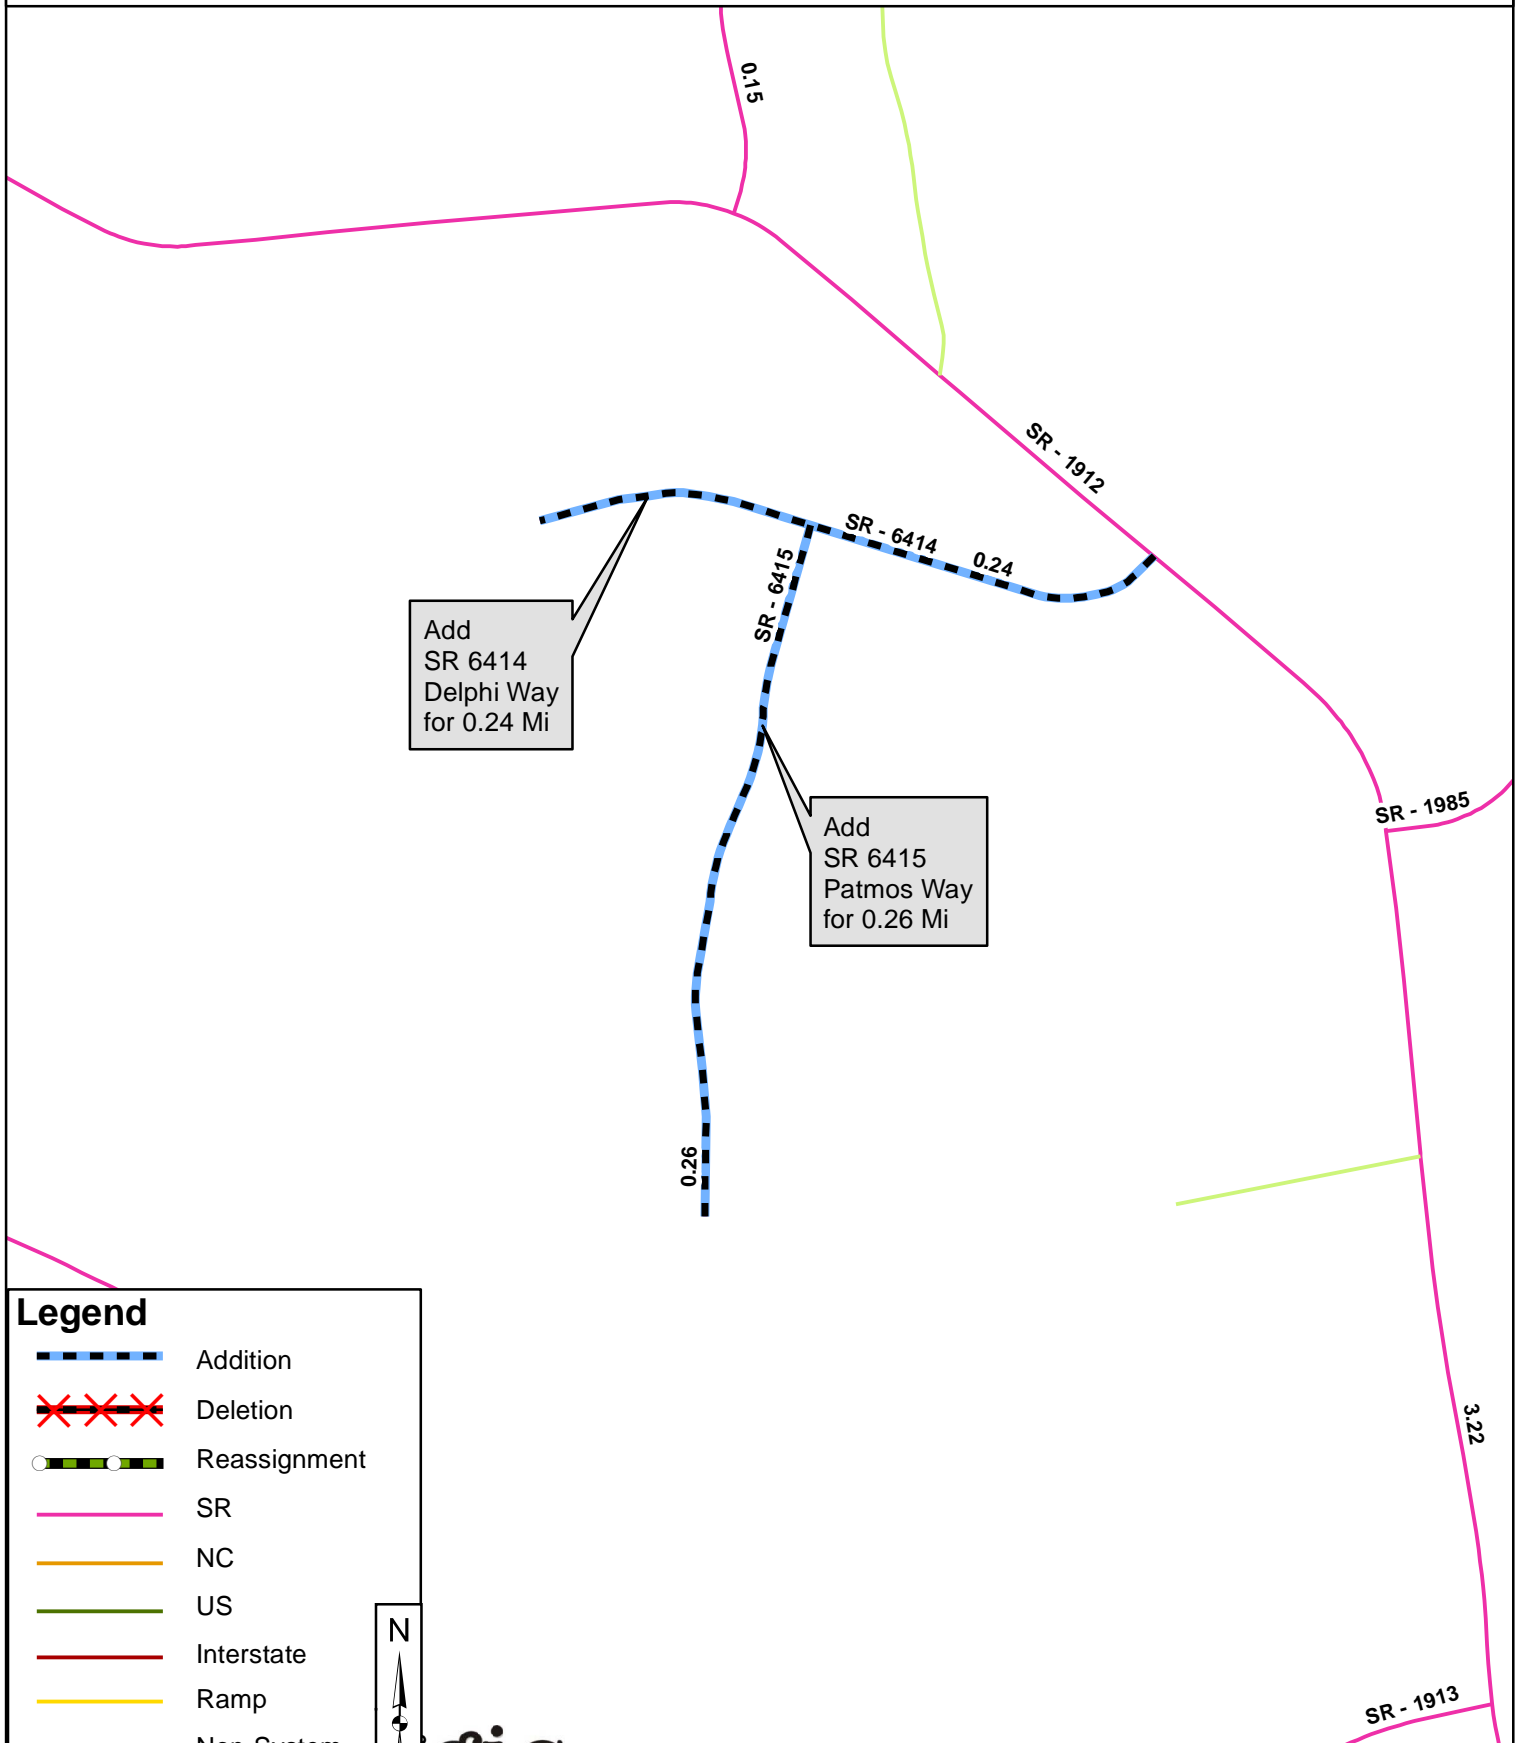 0.15
SR - 1912
SR - 6414
0.24
SR - 6415
Add
SR 6414
Delphi Way
for 0.24 Mi
Add
SR 6415
Patmos Way
for 0.26 Mi
SR - 1985
0.26
Legend
Addition
Deletion
Reassignment
SR
NC
US
Interstate
Ramp
N
3.22
SR - 1913